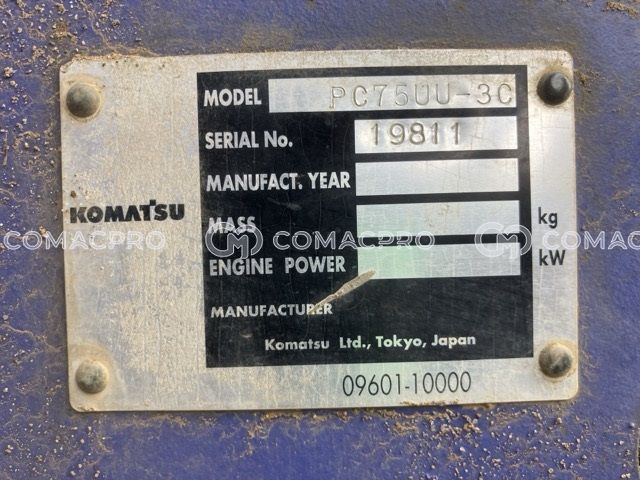 MODEL PC75UU-3C
SERIAL No. 19811
MANUFACT. YEAR
KOMATSU
MASS kg
COMACPRO COMACPRO COMACPRO
ENGINE POWER kW
MANUFACTURER
Komatsu Ltd., Tokyo, Japan
09601-10000